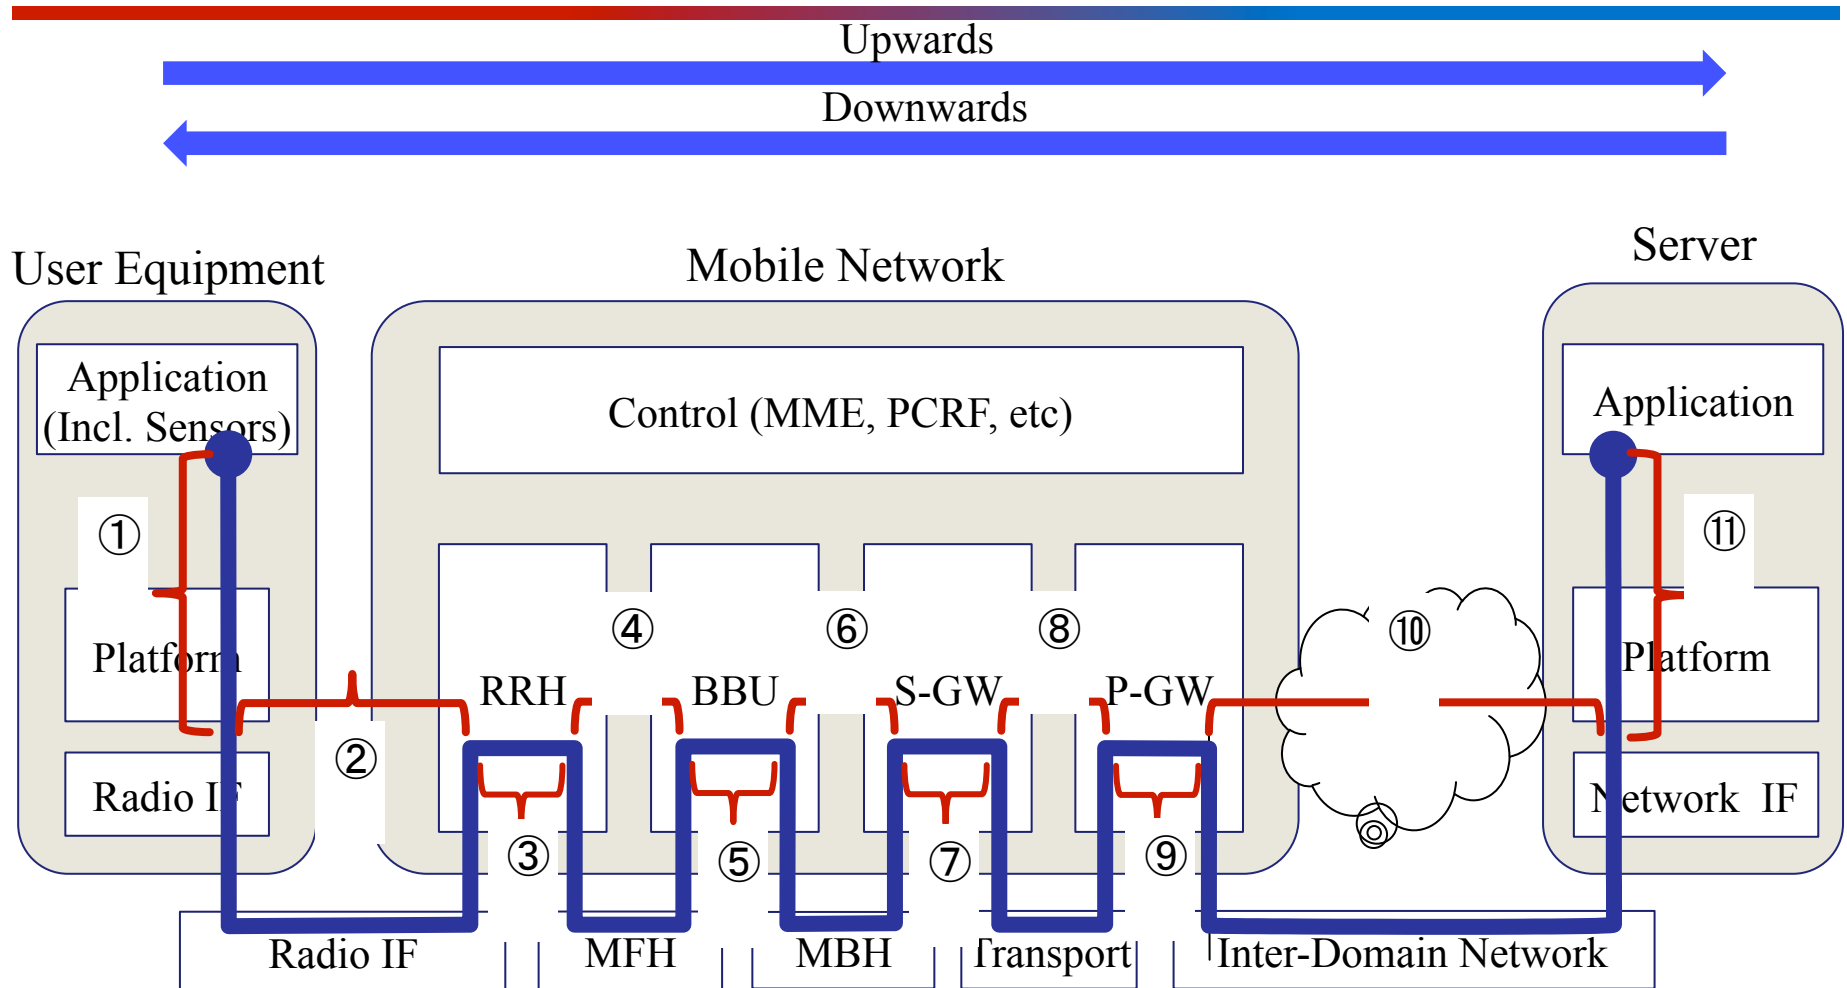 Upwards
Downwards
User Equipment
Mobile Network
Server
Application
(Incl. Sensors)
Control (MME, PCRF, etc)
Application
①
⑪
④
⑥
⑧
⑩
Platform
RRH
BBU
S-GW
P-GW
Platform
②
Radio IF
Network IF
③
⑤
⑦
⑨
Radio IF
MFH
MBH
Transport
Inter-Domain Network